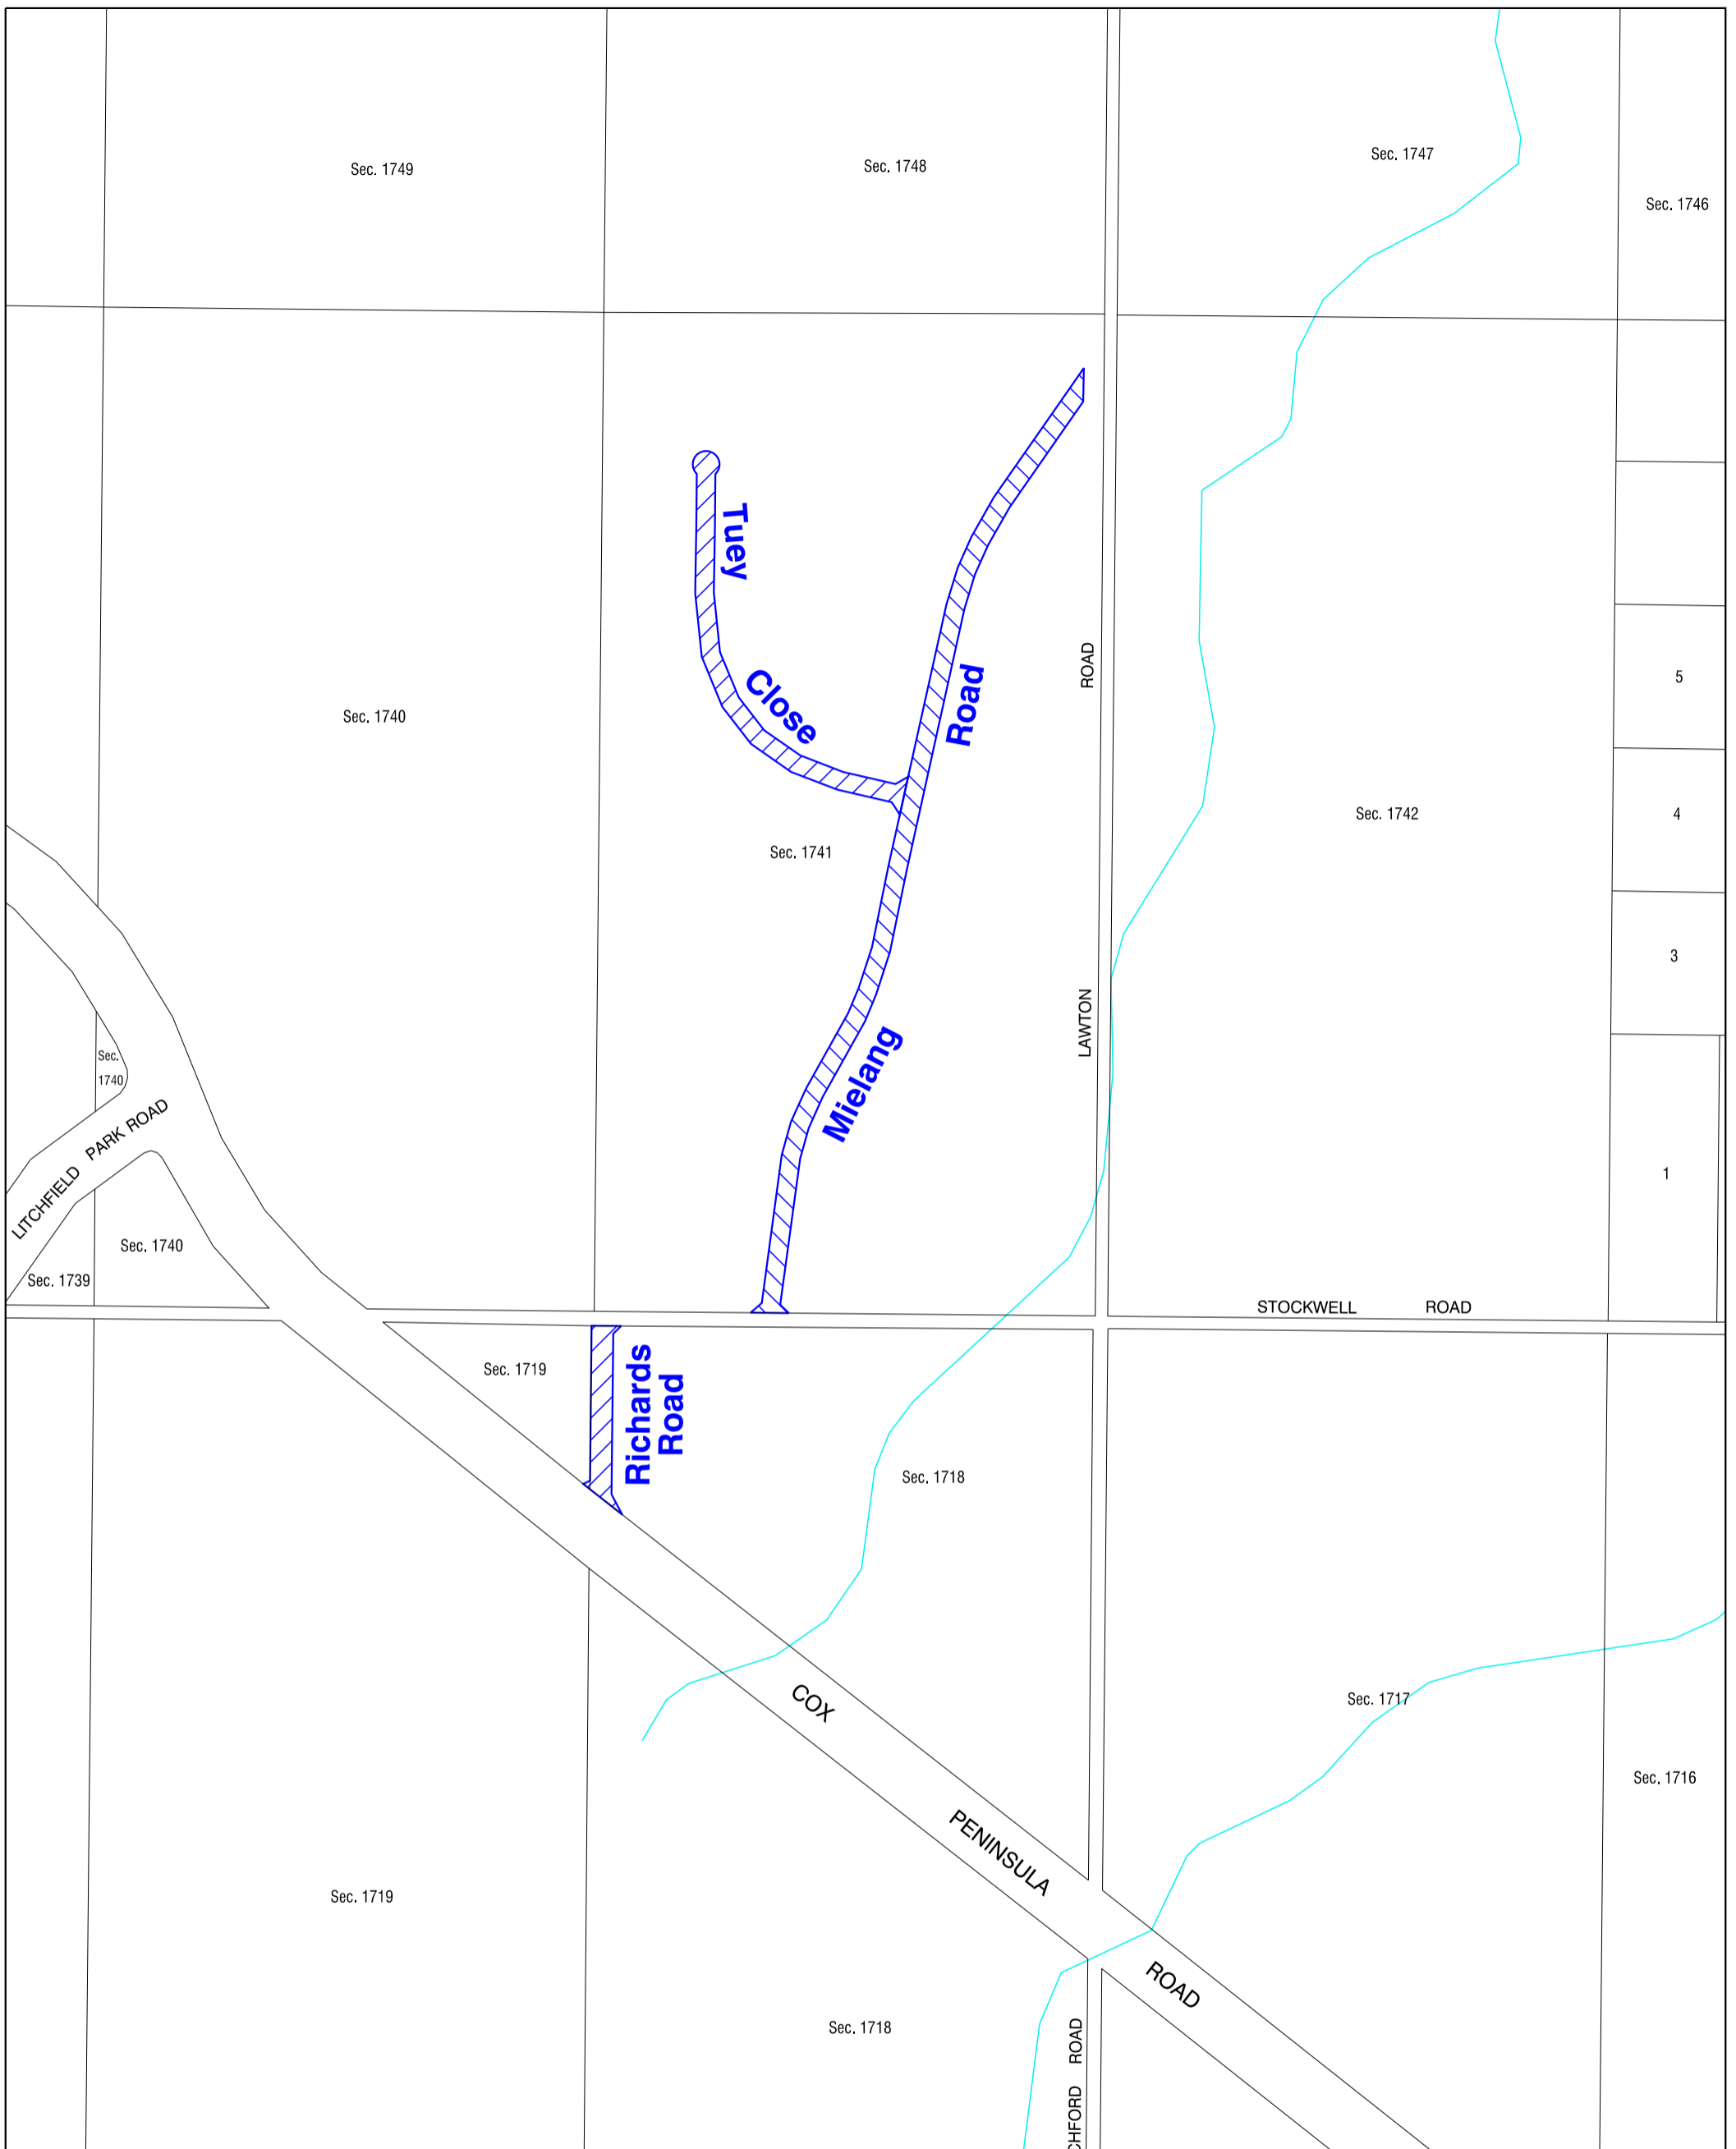 Sec. 1749
Sec. 1748
Sec. 1747
Sec. 1746
Tuey
Close
Road
Mielang
ROAD
LAWTON
5
Sec. 1740
4
Sec. 1742
Sec. 1741
3
Sec.
1740
LITCHFIELD PARK ROAD
1
Sec. 1740
Sec. 1739
STOCKWELL ROAD
Sec. 1719
Richards
Road
Sec. 1718
COX
PENINSULA
ROAD
Sec. 1717
Sec. 1716
Sec. 1719
Sec. 1718
CHFORD ROAD